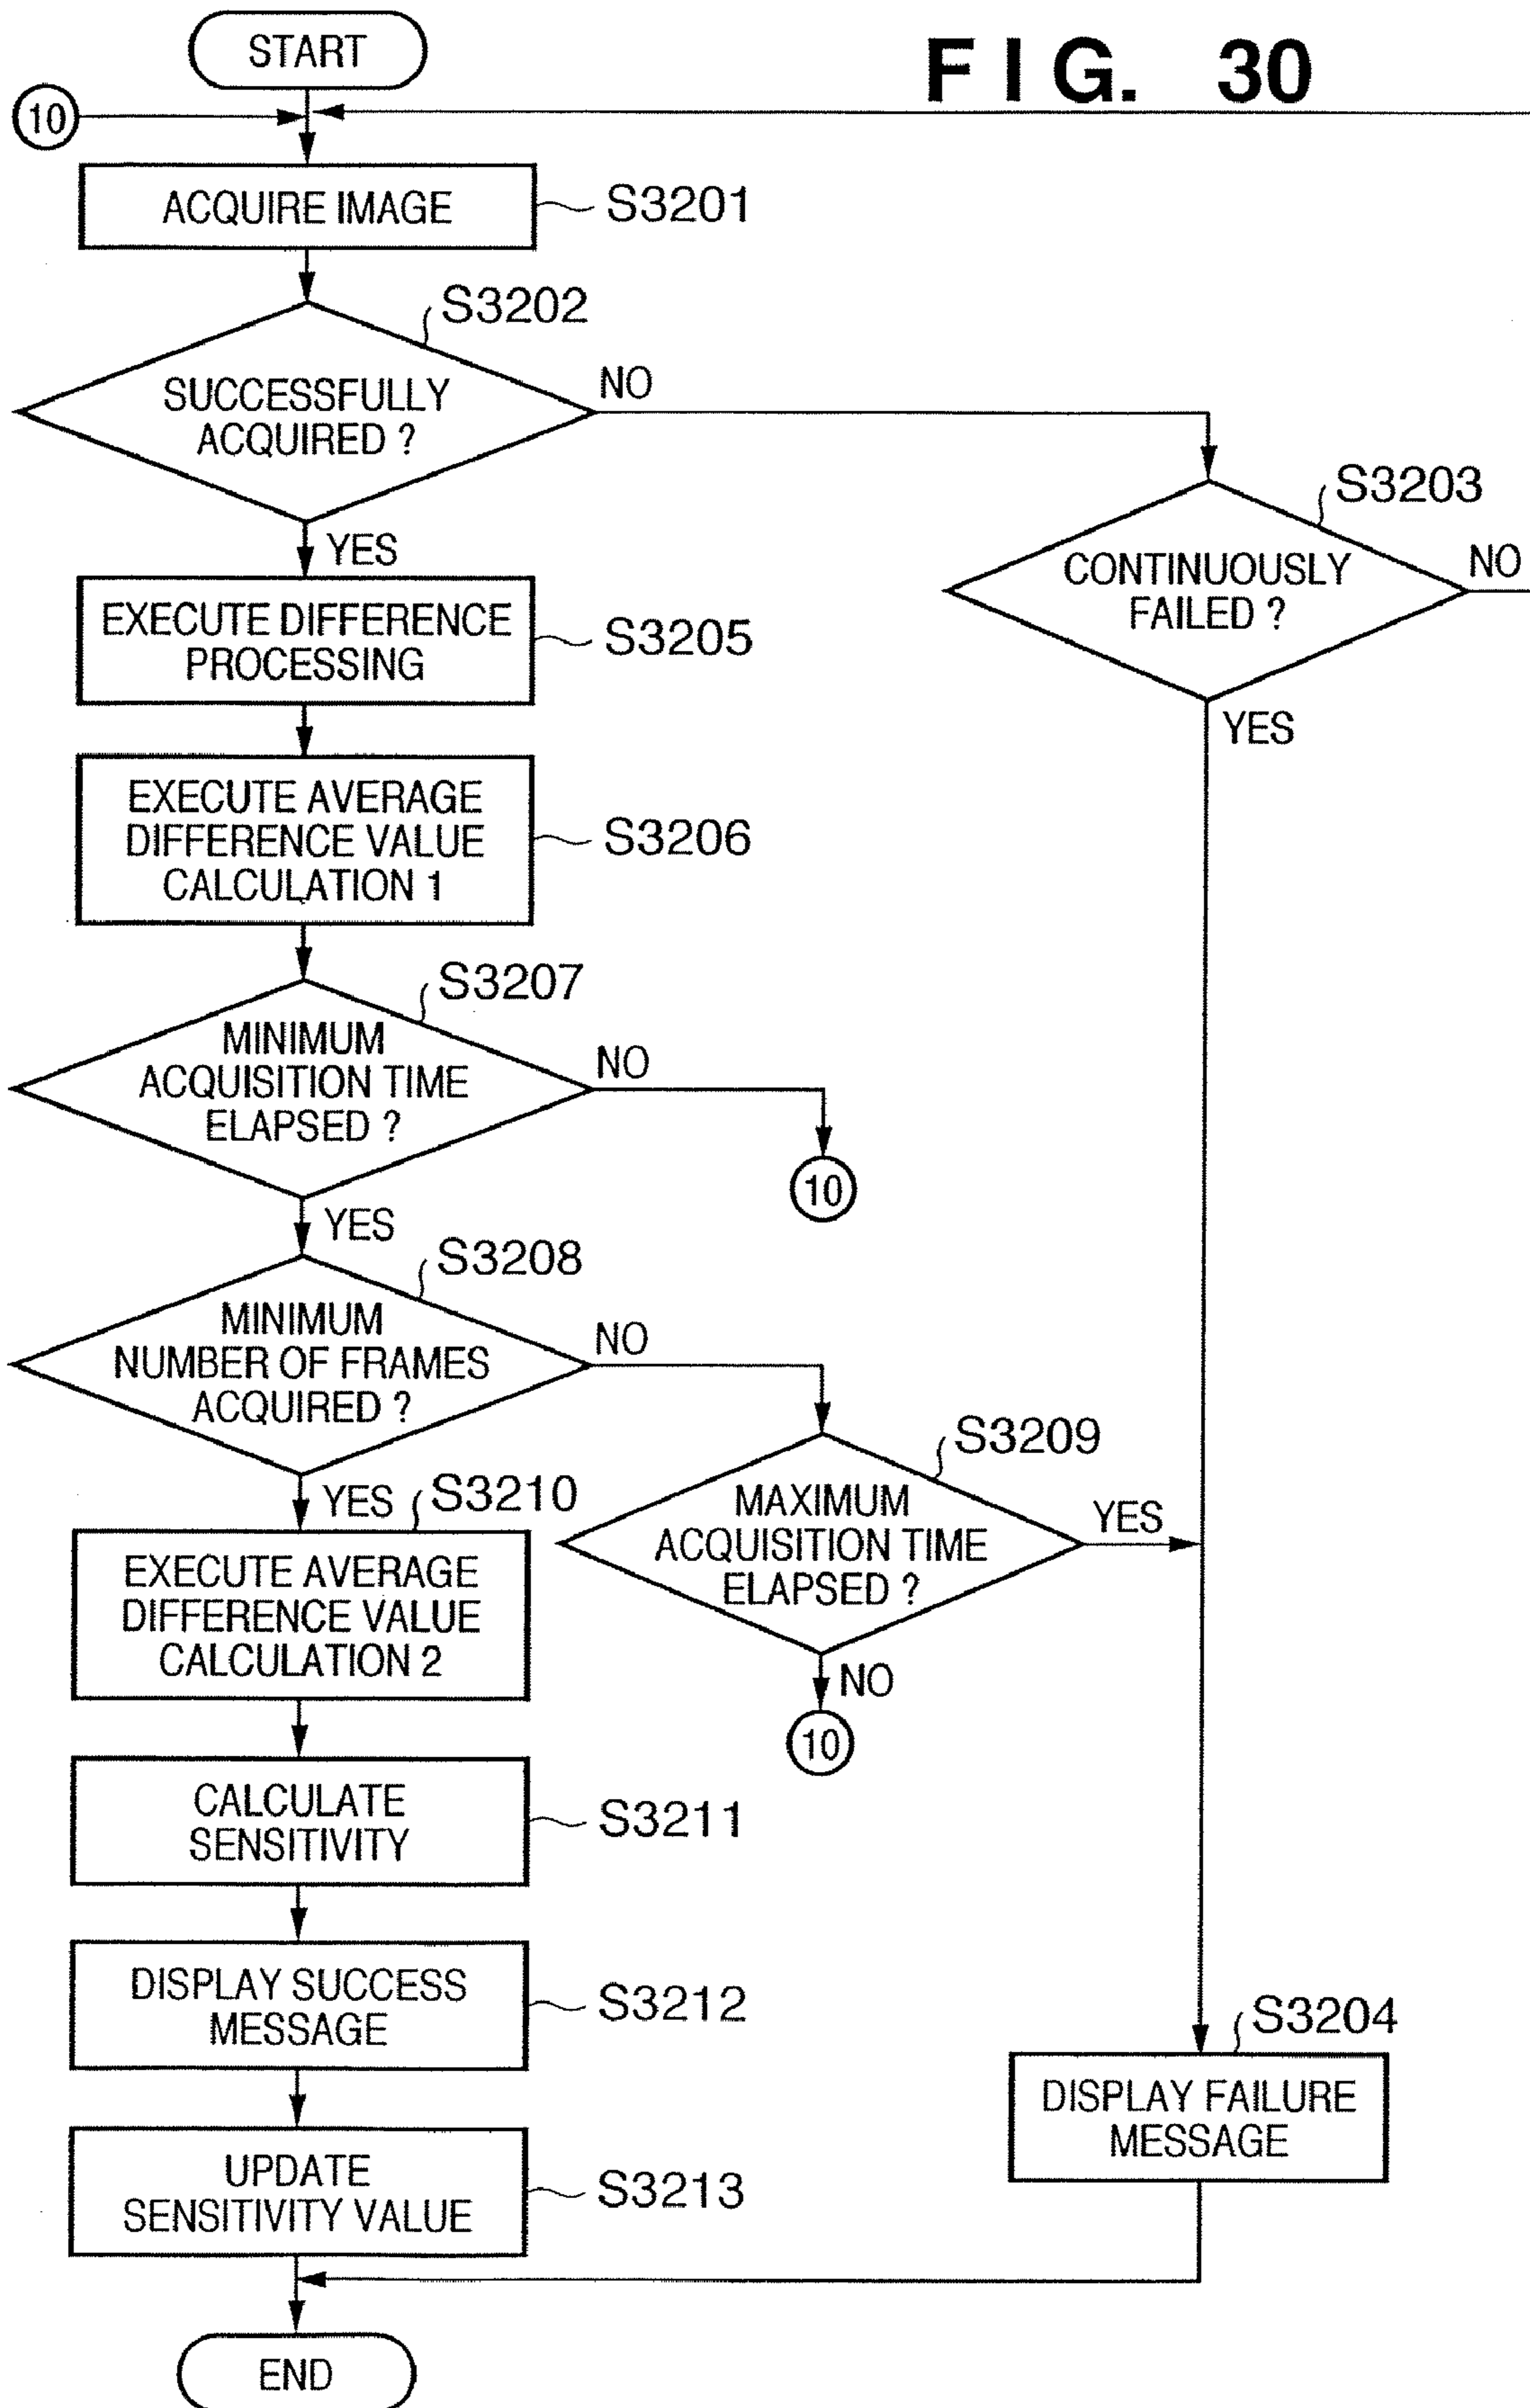 FIG. 30
START
10
ACQUIRE IMAGE
S3201
S3202
SUCCESSFULLY
ACQUIRED ?
NO
YES
S3203
CONTINUOUSLY
FAILED ?
NO
YES
EXECUTE DIFFERENCE
PROCESSING
S3205
EXECUTE AVERAGE
DIFFERENCE VALUE
CALCULATION 1
S3206
S3207
MINIMUM
ACQUISITION TIME
ELAPSED ?
NO
10
YES
S3208
MINIMUM
NUMBER OF FRAMES
ACQUIRED ?
NO
YES
S3209
MAXIMUM
ACQUISITION TIME
ELAPSED ?
YES
NO
10
S3210
EXECUTE AVERAGE
DIFFERENCE VALUE
CALCULATION 2
CALCULATE
SENSITIVITY
S3211
DISPLAY SUCCESS
MESSAGE
S3212
S3204
DISPLAY FAILURE
MESSAGE
UPDATE
SENSITIVITY VALUE
S3213
END